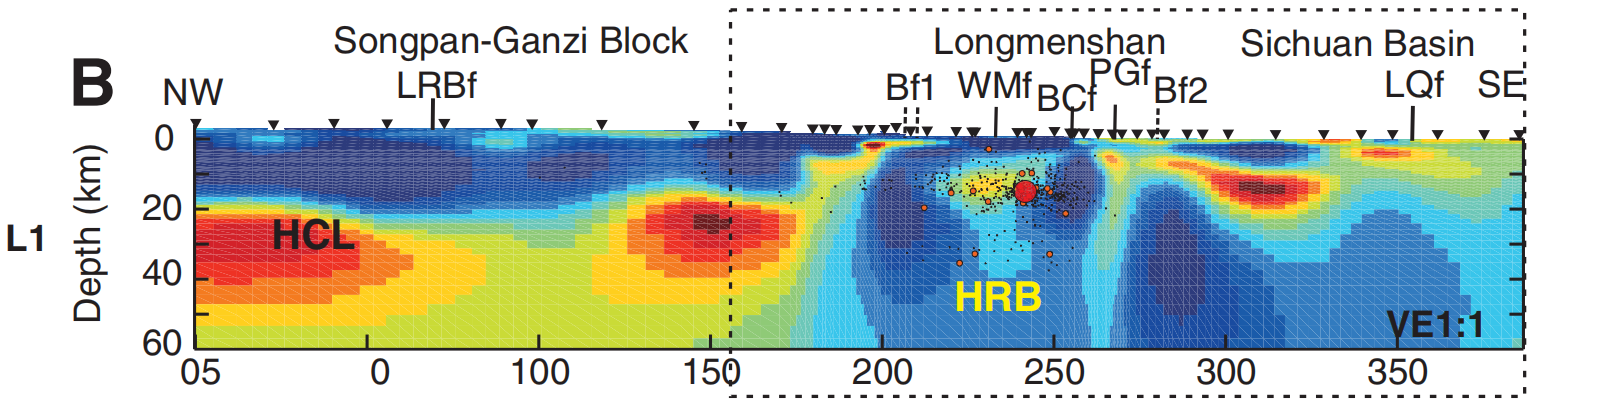 Songpan-Ganzi Block
Longmenshan
Sichuan Basin
B
NW
LRBf
Bf1
WMf
BCf
PGf
Bf2
LQf
SE
L1
Depth (km)
0
20
40
60
HCL
HRB
VE1:1
05
0
100
150
200
250
300
350